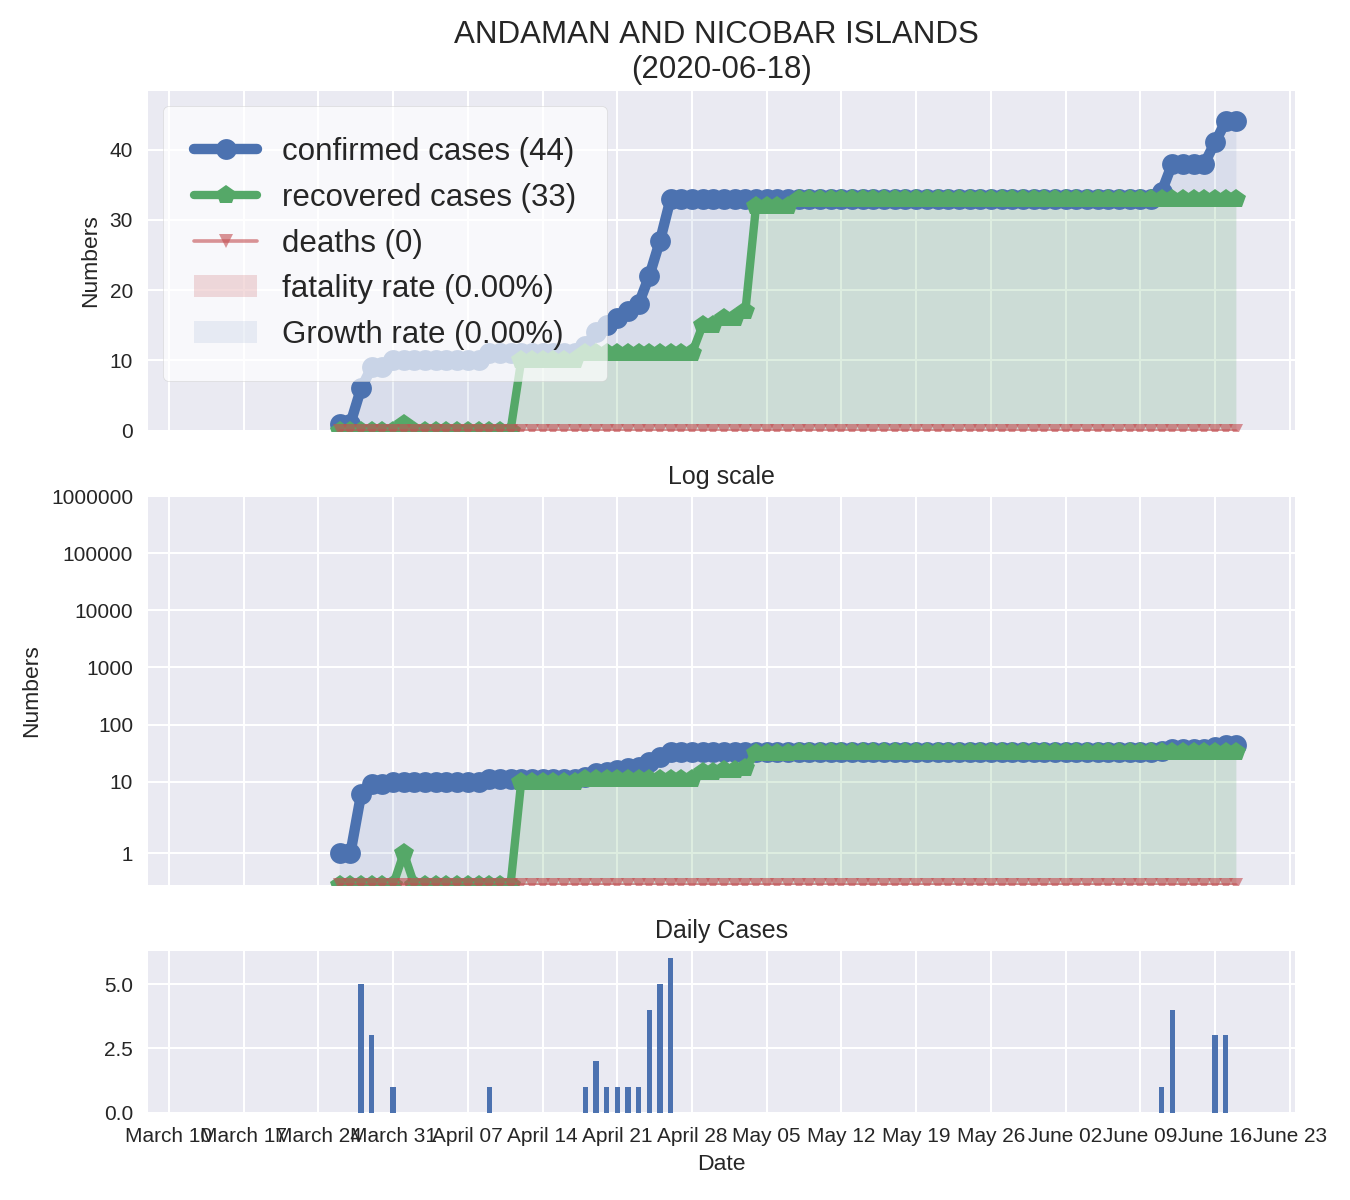 ANDAMAN AND NICOBAR ISLANDS
(2020-06-18)
confirmed cases (44)
recovered cases (33)
deaths (0)
fatality rate (0.00%)
Growth rate (0.00%)
Numbers
40
30
20
10
0
Log scale
Numbers
1000000
100000
10000
1000
100
10
1
Daily Cases
5.0
2.5
0.0
March 10 March 17 March 24 March 31 April 07 April 14 April 21 April 28 May 05 May 12 May 19 May 26 June 02 June 09 June 16 June 23
Date